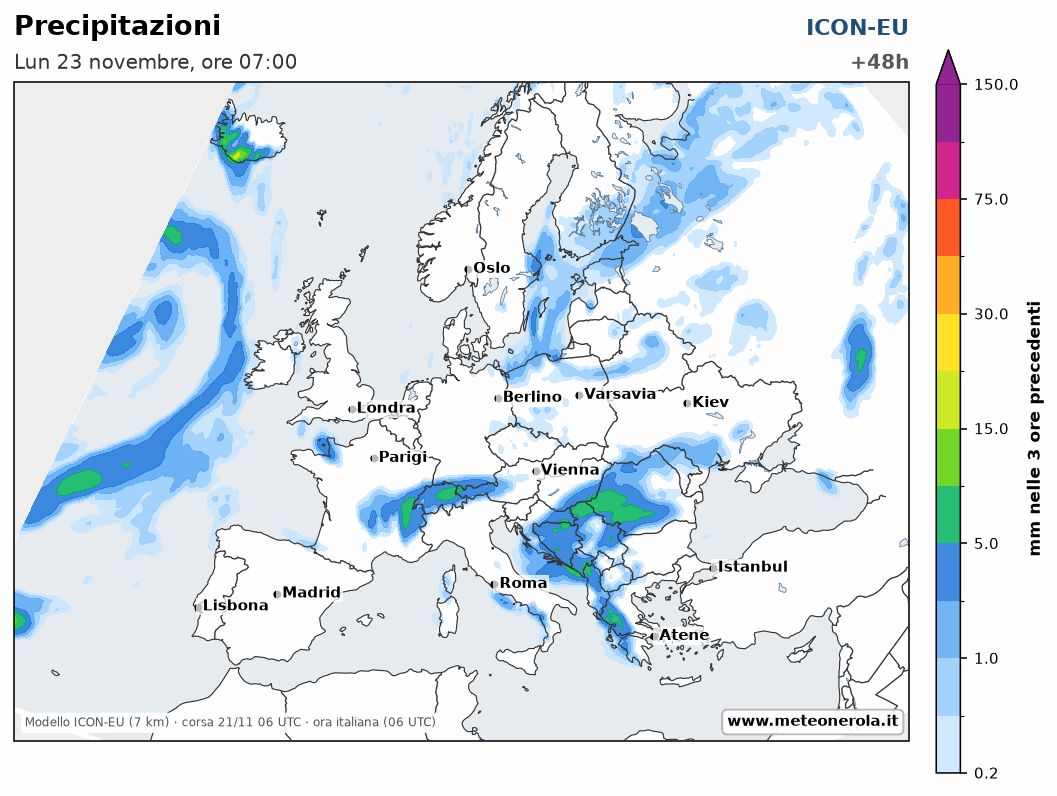 Precipitazioni
ICON-EU
Lun 23 novembre, ore 07:00
+48h
150.0
75.0
30.0
15.0
5.0
1.0
0.2
mm nelle 3 ore precedenti
Oslo
Berlino
Varsavia
Kiev
Londra
Parigi
Vienna
Istanbul
Roma
Madrid
Lisbona
Atene
Modello ICON-EU (7 km) · corsa 21/11 06 UTC · ora italiana (06 UTC)
www.meteonerola.it